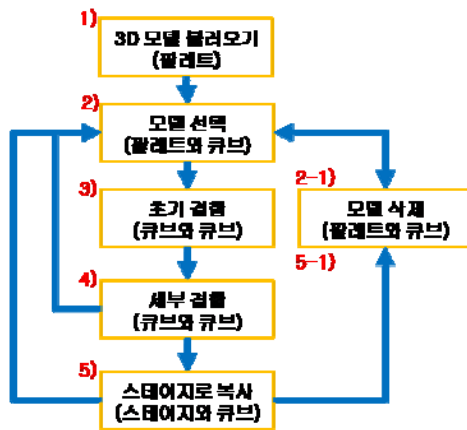 1)
3D 모델 불러오기
(팔레트)
2)
모델 선택
(팔레트와 큐브)
3)
초기 결합
(큐브와 큐브)
4)
세부 결합
(큐브와 큐브)
5)
스테이지로 복사
(스테이지와 큐브)
2-1)
모델 삭제
(팔레트와 큐브)
5-1)